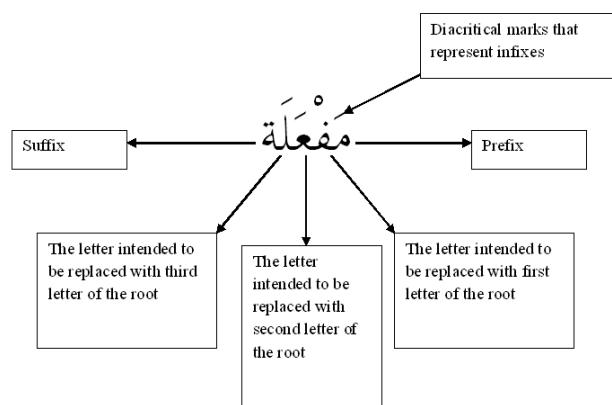 Diacritical marks that
represent infixes
مَفْعَلَة
Suffix
Prefix
The letter intended to
be replaced with third
letter of the root
The letter
intended to be
replaced with
second letter of
the root
The letter intended to
be replaced with first
letter of the root